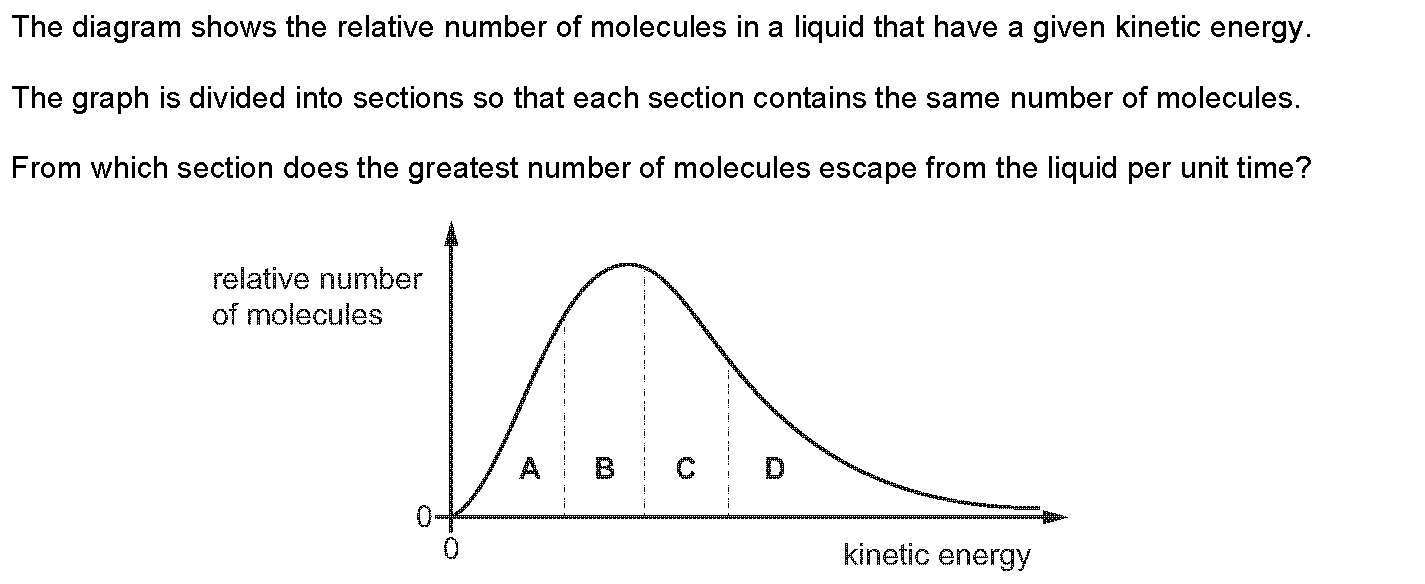 The diagram shows the relative number of molecules in a liquid that have a given kinetic energy.
The graph is divided into sections so that each section contains the same number of molecules.
From which section does the greatest number of molecules escape from the liquid per unit time?
relative number
of molecules
A B C D
0
0
kinetic energy